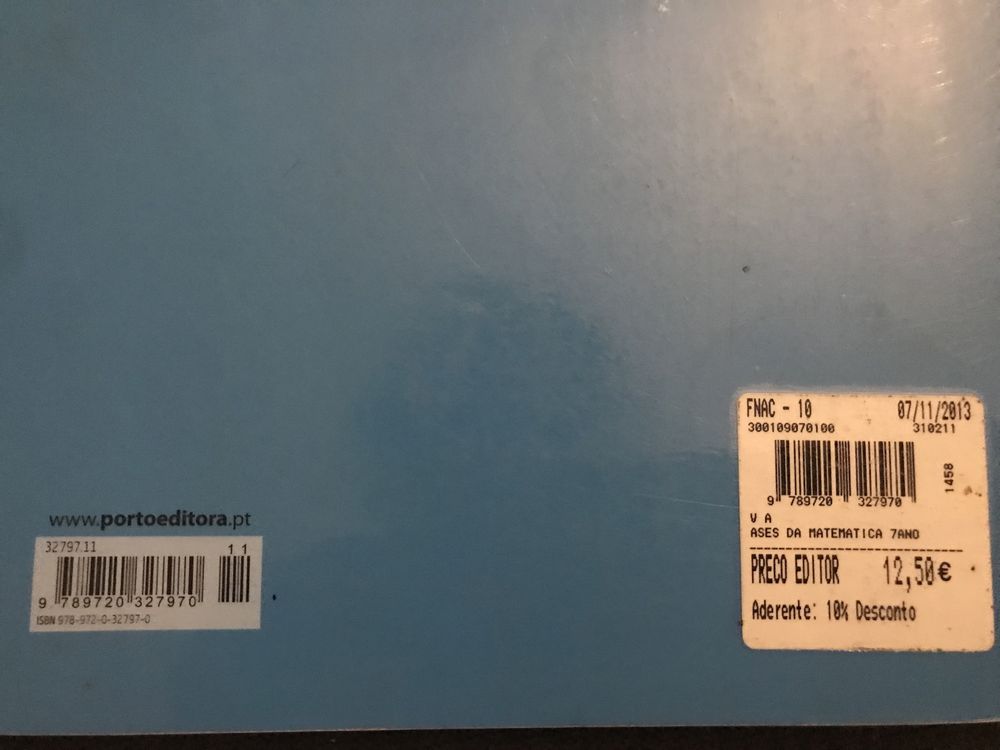 www.portoeditora.pt
32797.11
11
9 789720 327970
ISBN 978-972-0-32797-0
FNAC - 10 07/11/2013
300109070100 310211
1458
9 789720 327970
V A
ASES DA MATEMATICA 7ANO
PRECO EDITOR 12,50€
Aderente: 10% Desconto